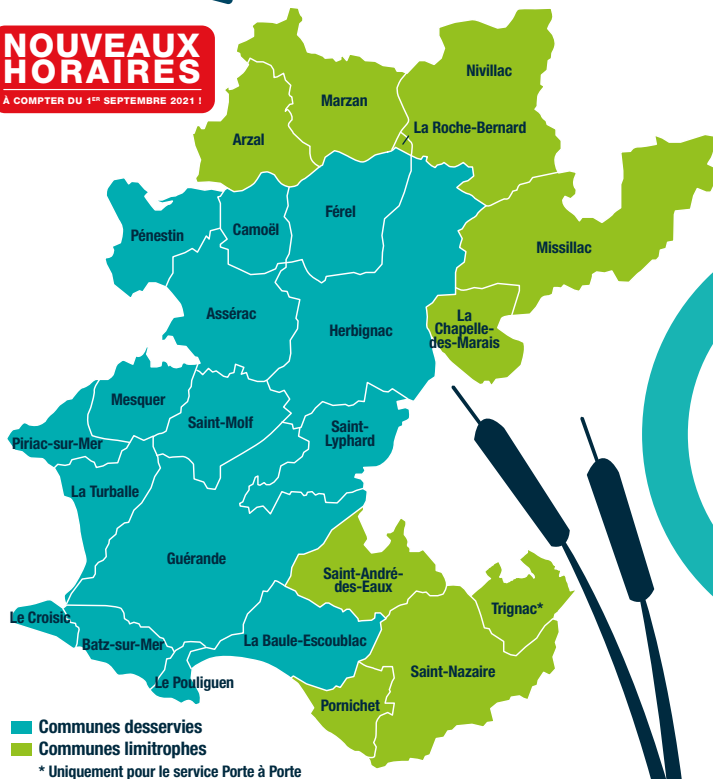 NOUVEAUX
HORAIRES
À COMPTER DU 1ER SEPTEMBRE 2021 !
Nivillac
Marzan
La Roche-Bernard
Arzal
Férel
Camoël
Pénestin
Missillac
Assérac
Herbignac
La
Chapelle-
des-Marais
Mesquer
Saint-Molf
Saint-
Lyphard
Piriac-sur-Mer
La Turballe
Guérande
Saint-André-
des-Eaux
Trignac*
Le Croisic
Batz-sur-Mer
La Baule-Escoublac
Saint-Nazaire
Le Pouliguen
Pornichet
Communes desservies
Communes limitrophes
* Uniquement pour le service Porte à Porte